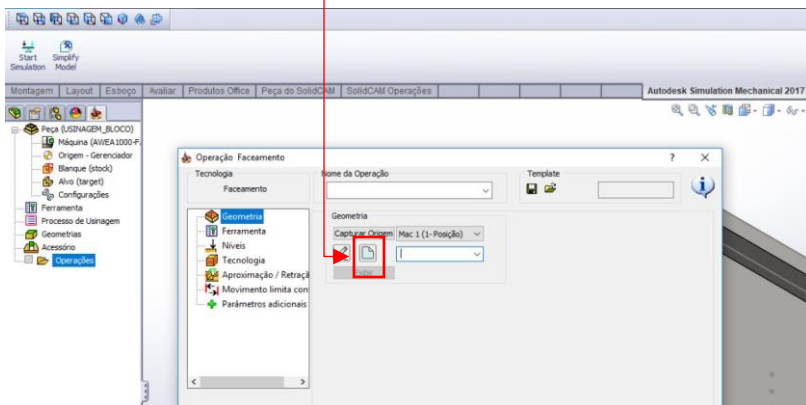 Start Simplify
Simulation Model
Montagem Layout Esboço Avaliar Produtos Office Peça do SolidCAM SolidCAM Operações Autodesk Simulation Mechanical 2017
Peça (USINAGEM_BLOCO)
Máquina (AWEA1000-F
Origem - Gerenciador
Blanque (stock)
Alvo (target)
Configurações
Ferramenta
Processo de Usinagem
Geometrias
Acessório
Operações
Operação Faceamento ? X
Tecnologia Nome da Operação Template
Faceamento
Geometria
Ferramenta
Níveis
Tecnologia
Aproximação / Retraçã
Movimento limita con
Parâmetros adicionais
Geometria
Capturar Origem Mac 1 (1- Posição)